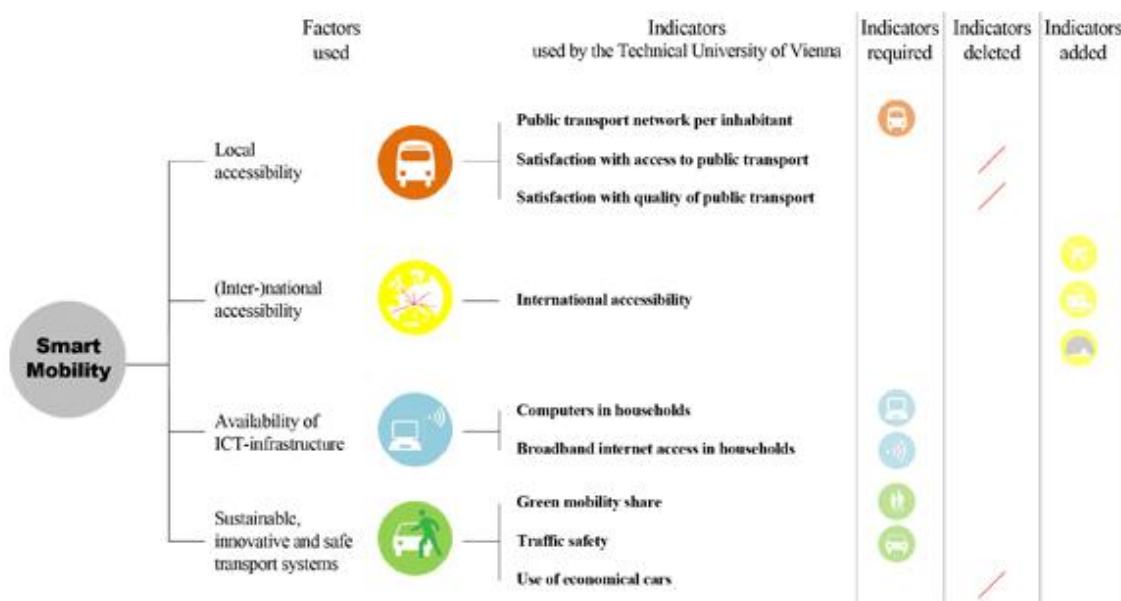 Factors
used
Indicators
used by the Technical University of Vienna
Indicators
required
Indicators
deleted
Indicators
added
Smart
Mobility
Local
accessibility
Public transport network per inhabitant
Satisfaction with access to public transport
Satisfaction with quality of public transport
(Inter-)national
accessibility
International accessibility
Availability of
ICT-infrastructure
Computers in households
Broadband internet access in households
Sustainable,
innovative and safe
transport systems
Green mobility share
Traffic safety
Use of economical cars